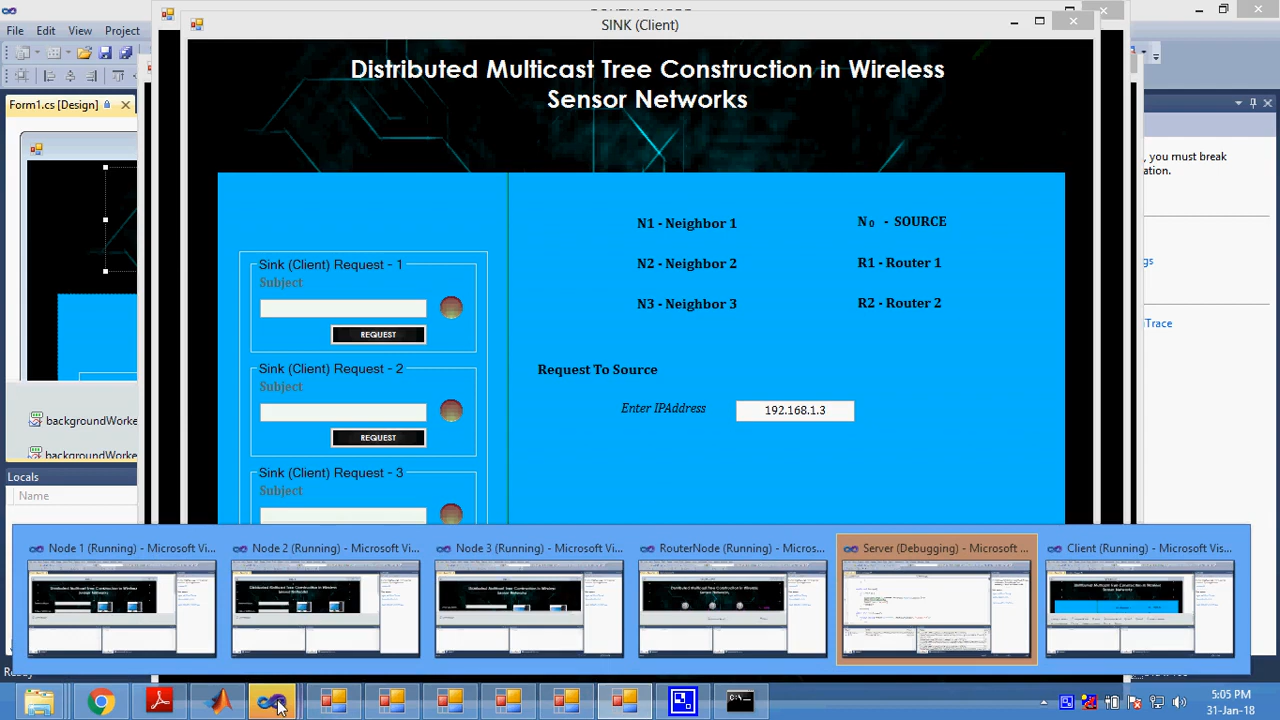 SINK (Client)
File Edit View Project
Form1.cs [Design]
Distributed Multicast Tree Construction in Wireless
Sensor Networks
, you must break
ation.
gs
iTrace
N1 - Neighbor 1
N2 - Neighbor 2
N3 - Neighbor 3
N 0 - SOURCE
R1 - Router 1
R2 - Router 2
Sink (Client) Request - 1
Subject
REQUEST
Sink (Client) Request - 2
Subject
REQUEST
Sink (Client) Request - 3
Subject
Request To Source
Enter IPAddress
192.168.1.3
backgroundWorke
backgroundWorke
Locals
Name
Node 1 (Running) - Microsoft Vi...
Node 2 (Running) - Microsoft Vi...
Node 3 (Running) - Microsoft Vi...
RouterNode (Running) - Micros...
Server (Debugging) - Microsoft ...
Client (Running) - Microsoft Vis...
5:05 PM
31-Jan-18